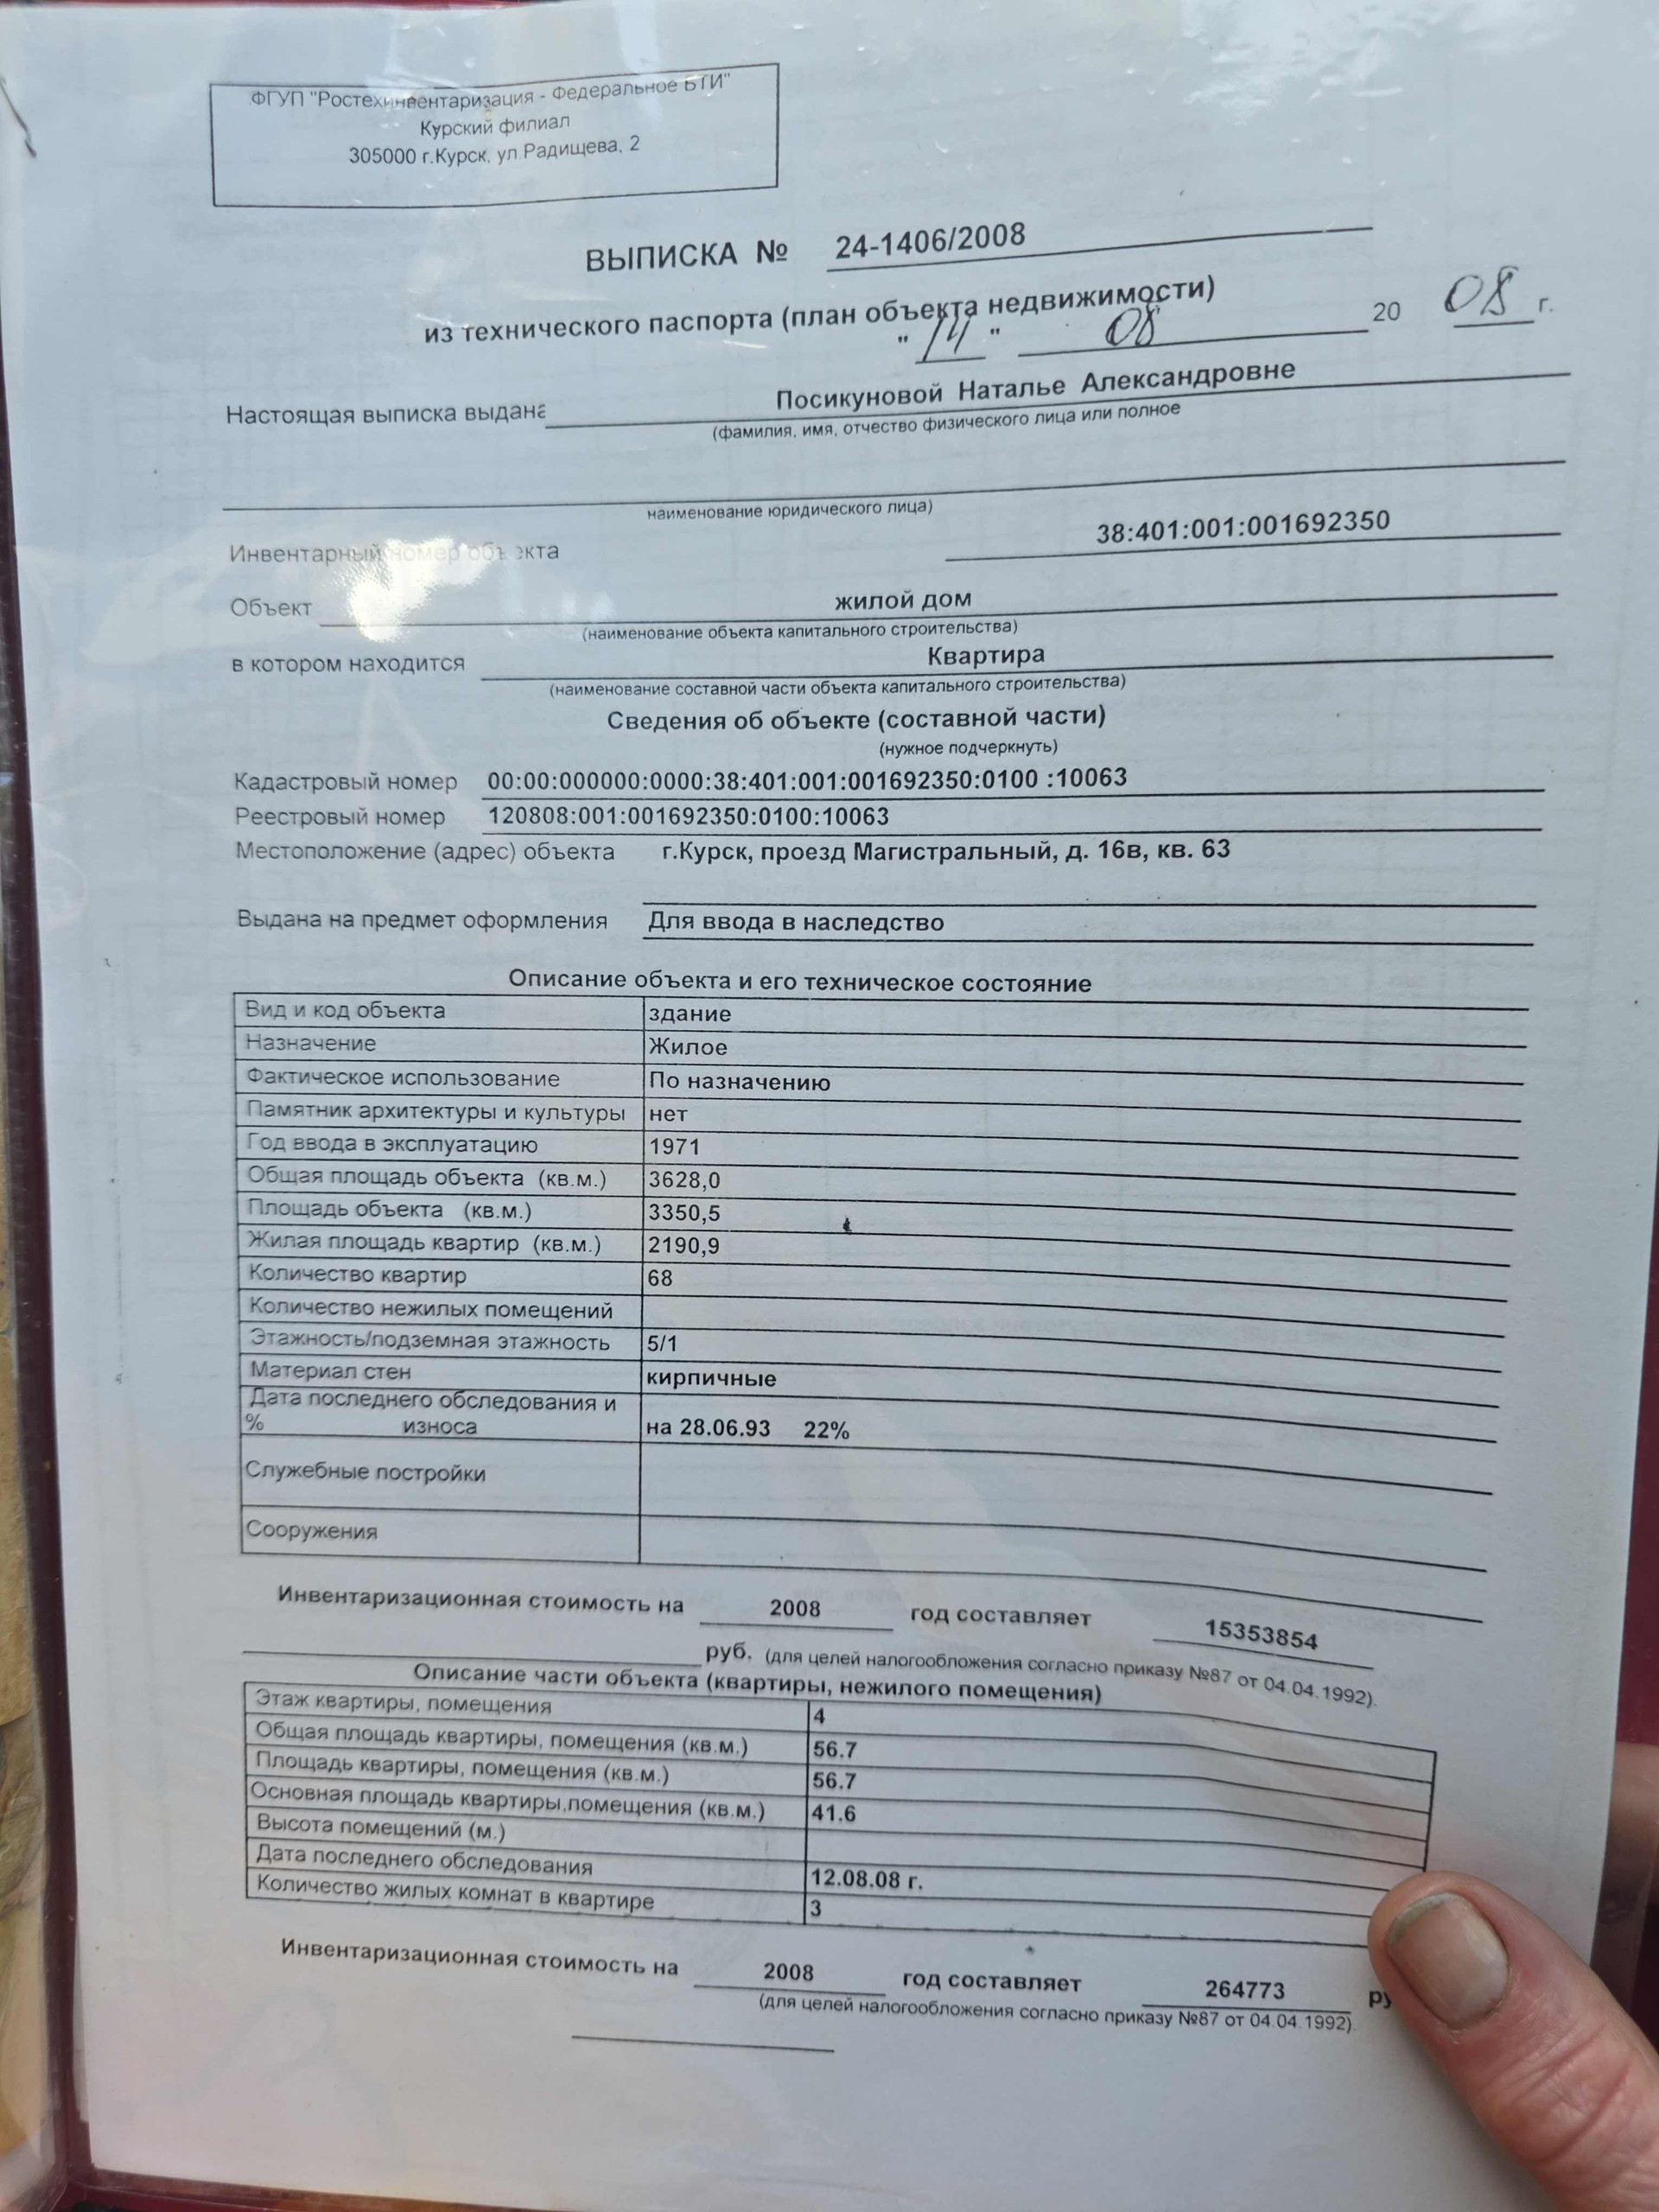 ФГУП "Ростехинвентаризация - Федеральное БТИ"
Курский филиал
305000 г.Курск, ул.Радищева, 2
ВЫПИСКА № 24-1406/2008
из технического паспорта (план объекта недвижимости)
"14" 08 20 08 г.
Настоящая выписка выдана Посикуновой Наталье Александровне
(фамилия, имя, отчество физического лица или полное
наименование юридического лица)
Инвентарный номер объекта 38:401:001:001692350
Объект жилой дом
(наименование объекта капитального строительства)
в котором находится Квартира
(наименование составной части объекта капитального строительства)
Сведения об объекте (составной части)
(нужное подчеркнуть)
Кадастровый номер 00:00:000000:0000:38:401:001:001692350:0100 :10063
Реестровый номер 120808:001:001692350:0100:10063
Местоположение (адрес) объекта г.Курск, проезд Магистральный, д. 16в, кв. 63
Выдана на предмет оформления Для ввода в наследство
Описание объекта и его техническое состояние
Вид и код объекта здание
Назначение Жилое
Фактическое использование По назначению
Памятник архитектуры и культуры нет
Год ввода в эксплуатацию 1971
Общая площадь объекта (кв.м.) 3628,0
Площадь объекта (кв.м.) 3350,5
Жилая площадь квартир (кв.м.) 2190,9
Количество квартир 68
Количество нежилых помещений
Этажность/подземная этажность 5/1
Материал стен кирпичные
Дата последнего обследования и
% износа на 28.06.93 22%
Служебные постройки
Сооружения
Инвентаризационная стоимость на 2008 год составляет 15353854
руб. (для целей налогообложения согласно приказу №87 от 04.04.1992).
Описание части объекта (квартиры, нежилого помещения)
Этаж квартиры, помещения 4
Общая площадь квартиры, помещения (кв.м.) 56.7
Площадь квартиры, помещения (кв.м.) 56.7
Основная площадь квартиры,помещения (кв.м.) 41.6
Высота помещений (м.)
Дата последнего обследования 12.08.08 г.
Количество жилых комнат в квартире 3
Инвентаризационная стоимость на 2008 год составляет 264773 ру
(для целей налогообложения согласно приказу №87 от 04.04.1992).